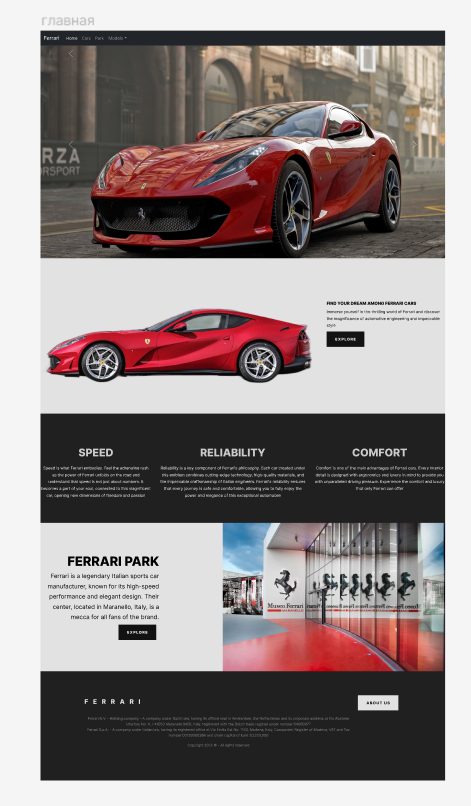 главная
Ferrari Home Cars Park Models
RZA
ORSPORT
FIND YOUR DREAM AMONG FERRARI CARS
Immerse yourself in the thrilling world of Ferrari and discover
the magnificence of automotive engineering and impeccable
style
EXPLORE
SPEED
Speed is what Ferrari embodies. Feel the adrenaline rush
as the power of Ferrari unfolds on the road and
understand that speed is not just about numbers. It
becomes a part of your soul, connected to this magnificent
car, opening new dimensions of freedom and passion
RELIABILITY
Reliability is a key component of Ferrari's philosophy. Each car created under
this emblem combines cutting-edge technology, high-quality materials, and
the impeccable craftsmanship of Italian engineers. Ferrari's reliability ensures
that every journey is safe and comfortable, allowing you to fully enjoy the
power and elegance of this exceptional automobile
COMFORT
Comfort is one of the main advantages of Ferrari cars. Every interior
detail is designed with ergonomics and luxury in mind to provide you
with unparalleled driving pleasure. Experience the comfort and luxury
that only Ferrari can offer
FERRARI PARK
Ferrari is a legendary Italian sports car
manufacturer, known for its high-speed
performance and elegant design. Their
center, located in Maranello, Italy, is a
mecca for all fans of the brand.
EXPLORE
Museo Ferrari
MARANELLO
FERRARI
ABOUT US